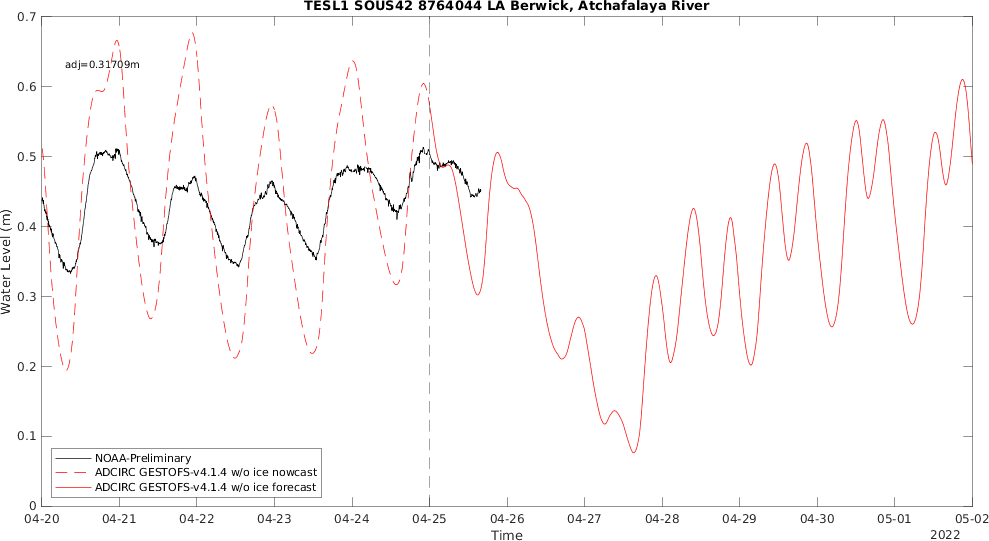 TESL1 SOUS42 8764044 LA Berwick, Atchafalaya River
adj=0.31709m
0.7
0.6
0.5
0.4
0.3
0.2
0.1
0
Water Level (m)
NOAA-Preliminary
ADCIRC GESTOFS-v4.1.4 w/o ice nowcast
ADCIRC GESTOFS-v4.1.4 w/o ice forecast
04-20 04-21 04-22 04-23 04-24 04-25 04-26 04-27 04-28 04-29 04-30 05-01 05-02
Time
2022